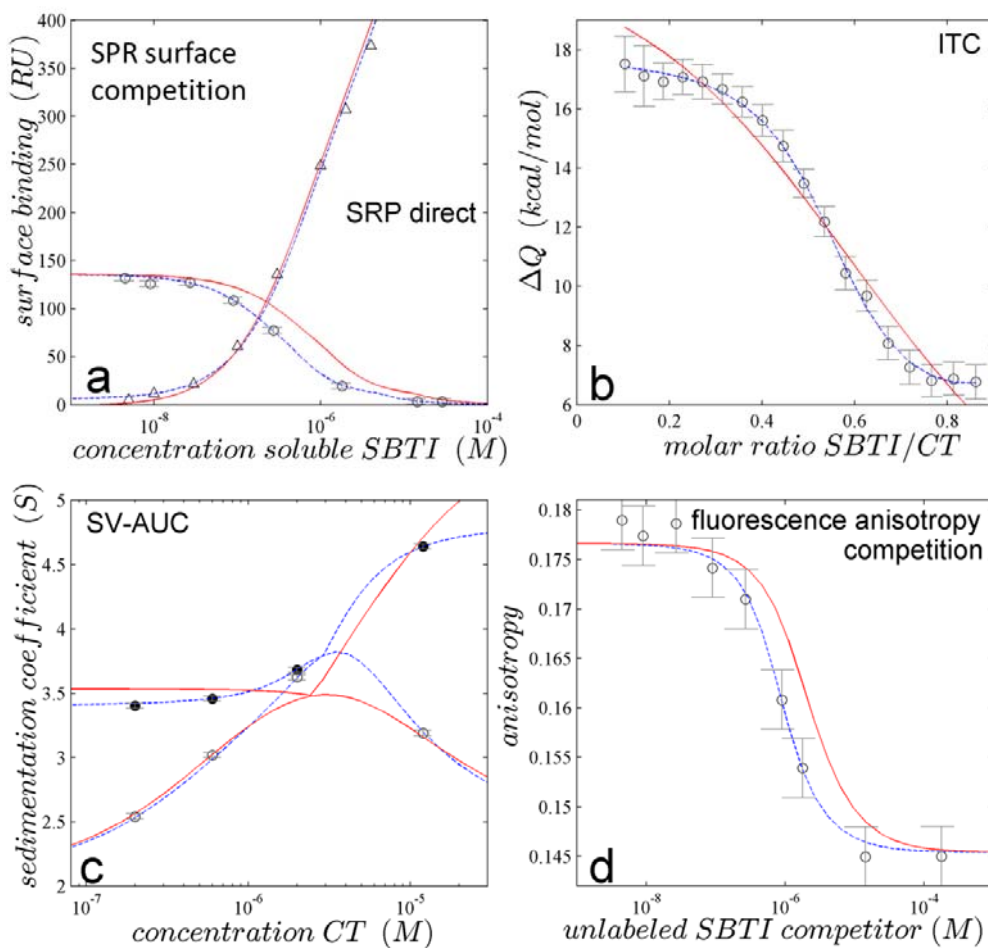 400
350
300
250
200
150
100
50
0
surface binding (RU)
SPR surface
competition
SRP direct
a
10⁻⁸
10⁻⁶
10⁻⁴
concentration soluble SBTI (M)
18
16
14
12
10
8
6
ΔQ (kcal/mol)
ITC
b
0
0.2
0.4
0.6
0.8
molar ratio SBTI/CT
5
4.5
4
3.5
3
2.5
2
sedimentation coefficient (S)
SV-AUC
c
10⁻⁷
10⁻⁶
10⁻⁵
concentration CT (M)
0.18
0.175
0.17
0.165
0.16
0.155
0.15
0.145
anisotropy
fluorescence anisotropy
competition
d
10⁻⁸
10⁻⁶
10⁻⁴
unlabeled SBTI competitor (M)